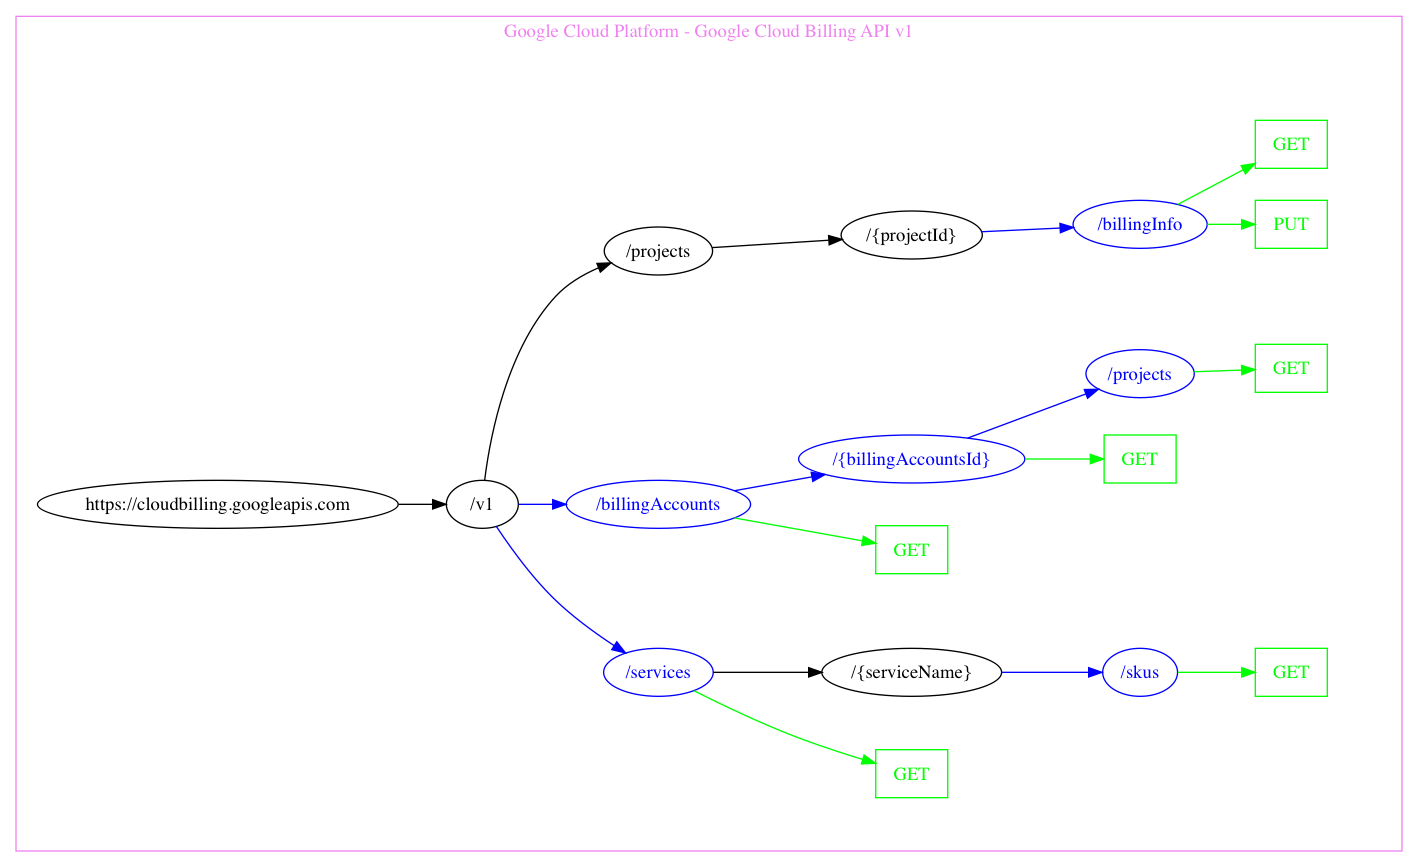 Google Cloud Platform - Google Cloud Billing API v1
GET
/billingInfo
PUT
/{projectId}
/projects
/projects
GET
/{billingAccountsId}
GET
https://cloudbilling.googleapis.com
/v1
/billingAccounts
GET
/services
/{serviceName}
/skus
GET
GET